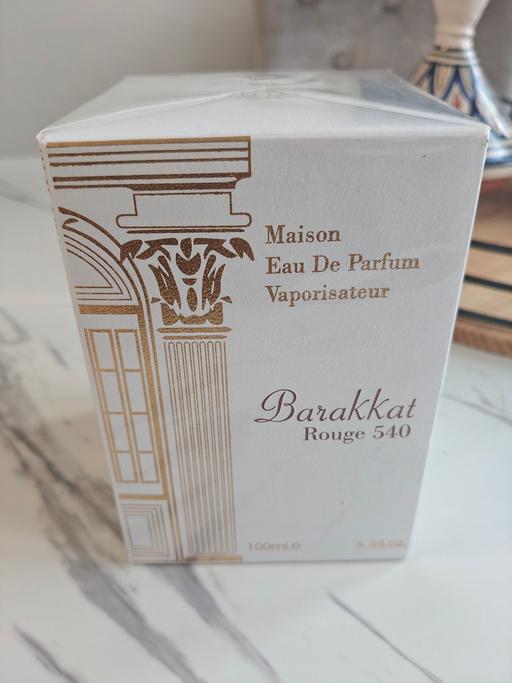 Maison
Eau De Parfum
Vaporisateur
Barakkat
Rouge 540
100ml.e 3.4fl.oz.